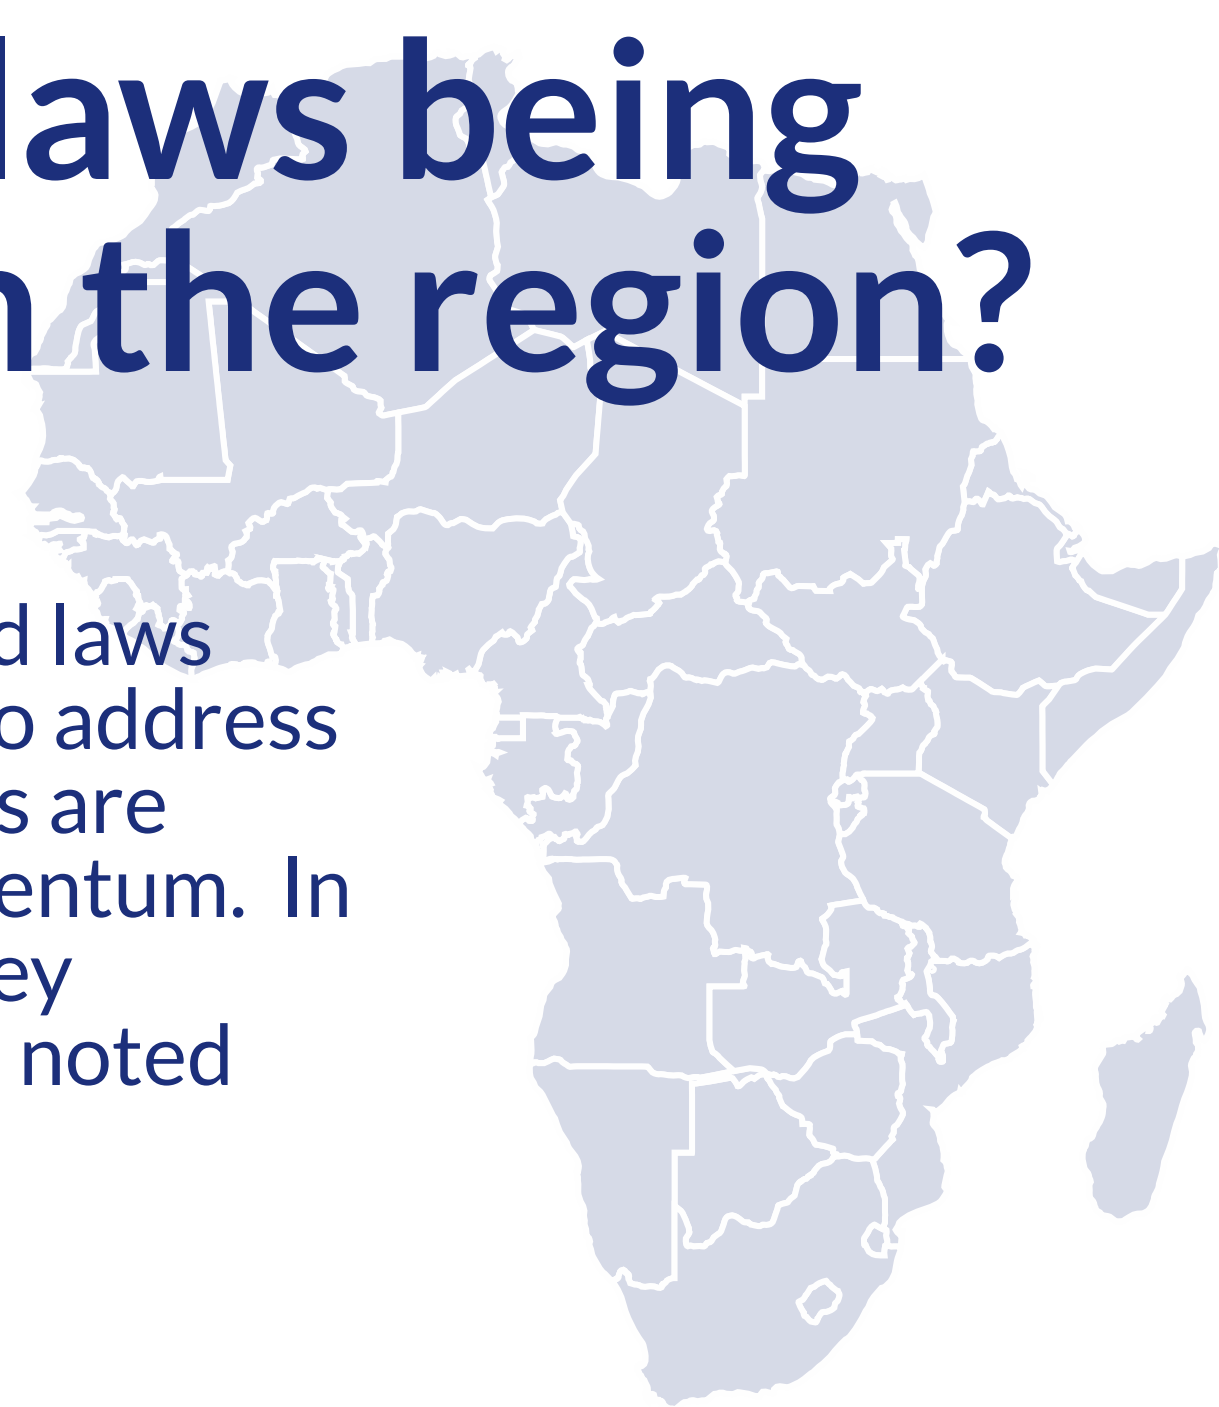 laws being
n the region?
d laws
o address
s are
entum. In
ey
noted